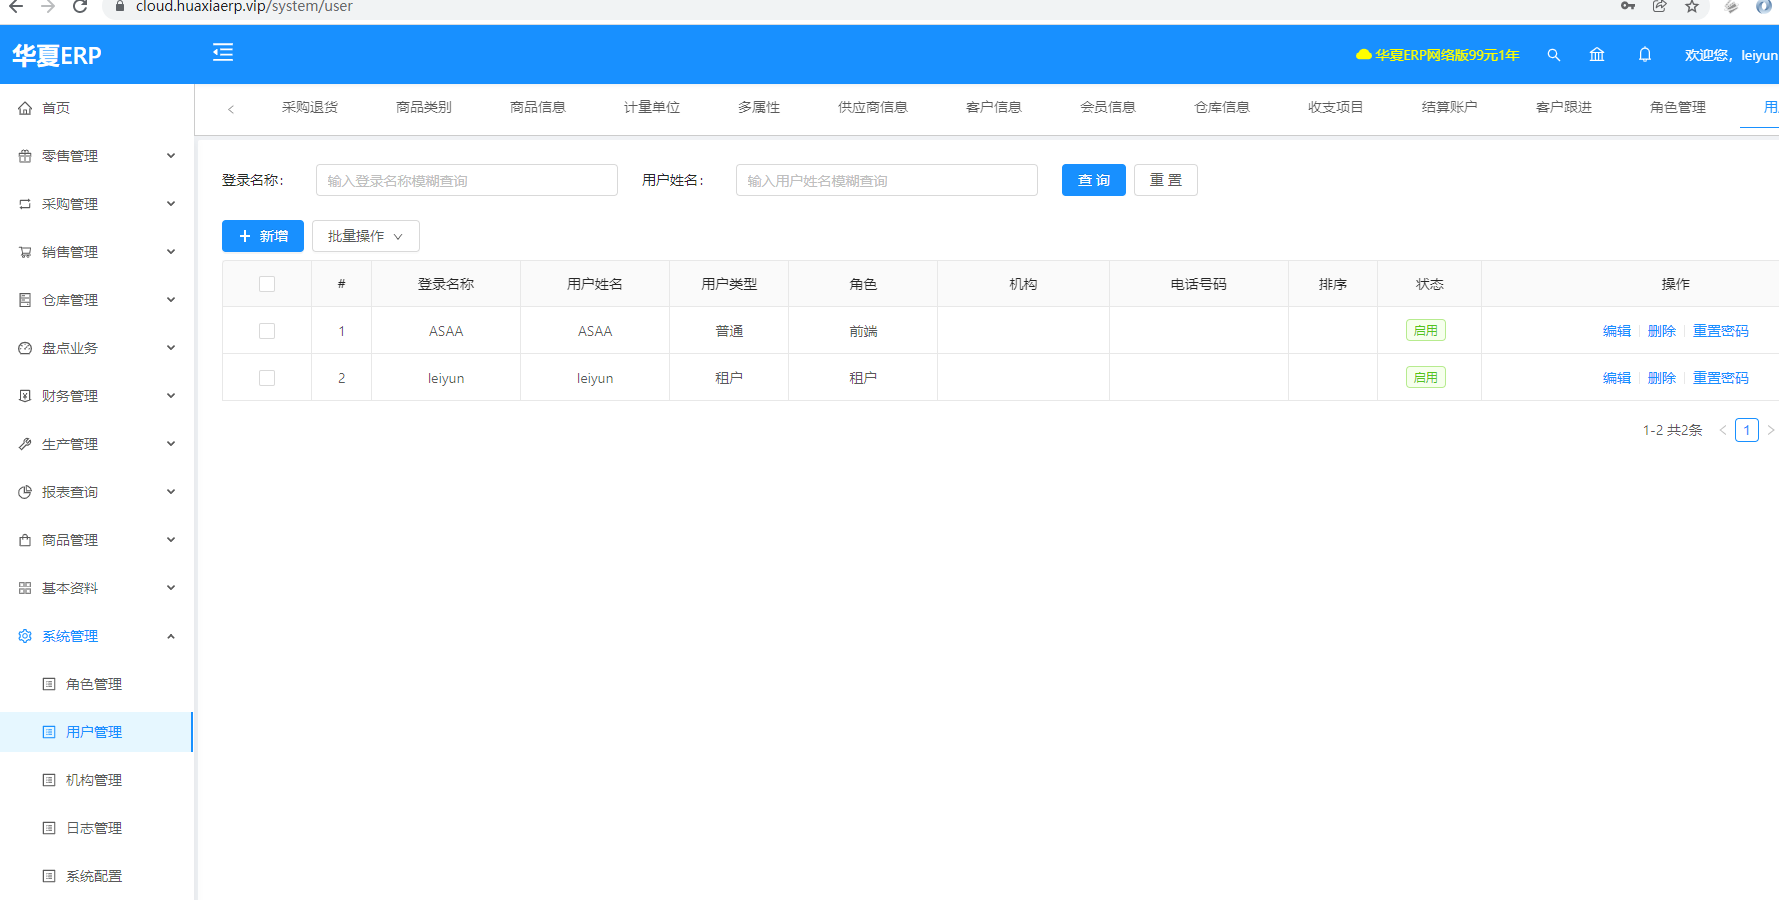 cloud.huaxiaerp.vip/system/user
华夏ERP
华夏ERP网络版99元1年
欢迎您，leiyun
首页
零售管理
采购管理
销售管理
仓库管理
盘点业务
财务管理
生产管理
报表查询
商品管理
基本资料
系统管理
角色管理
用户管理
机构管理
日志管理
系统配置
采购退货 商品类别 商品信息 计量单位 多属性 供应商信息 客户信息 会员信息 仓库信息 收支项目 结算账户 客户跟进 角色管理 用
登录名称： 输入登录名称模糊查询 用户姓名： 输入用户姓名模糊查询 查 询 重 置
新增 批量操作
# 登录名称 用户姓名 用户类型 角色 机构 电话号码 排序 状态 操作
1 ASAA ASAA 普通 前端 启用 编辑 删除 重置密码
2 leiyun leiyun 租户 租户 启用 编辑 删除 重置密码
1-2 共2条 < 1 >